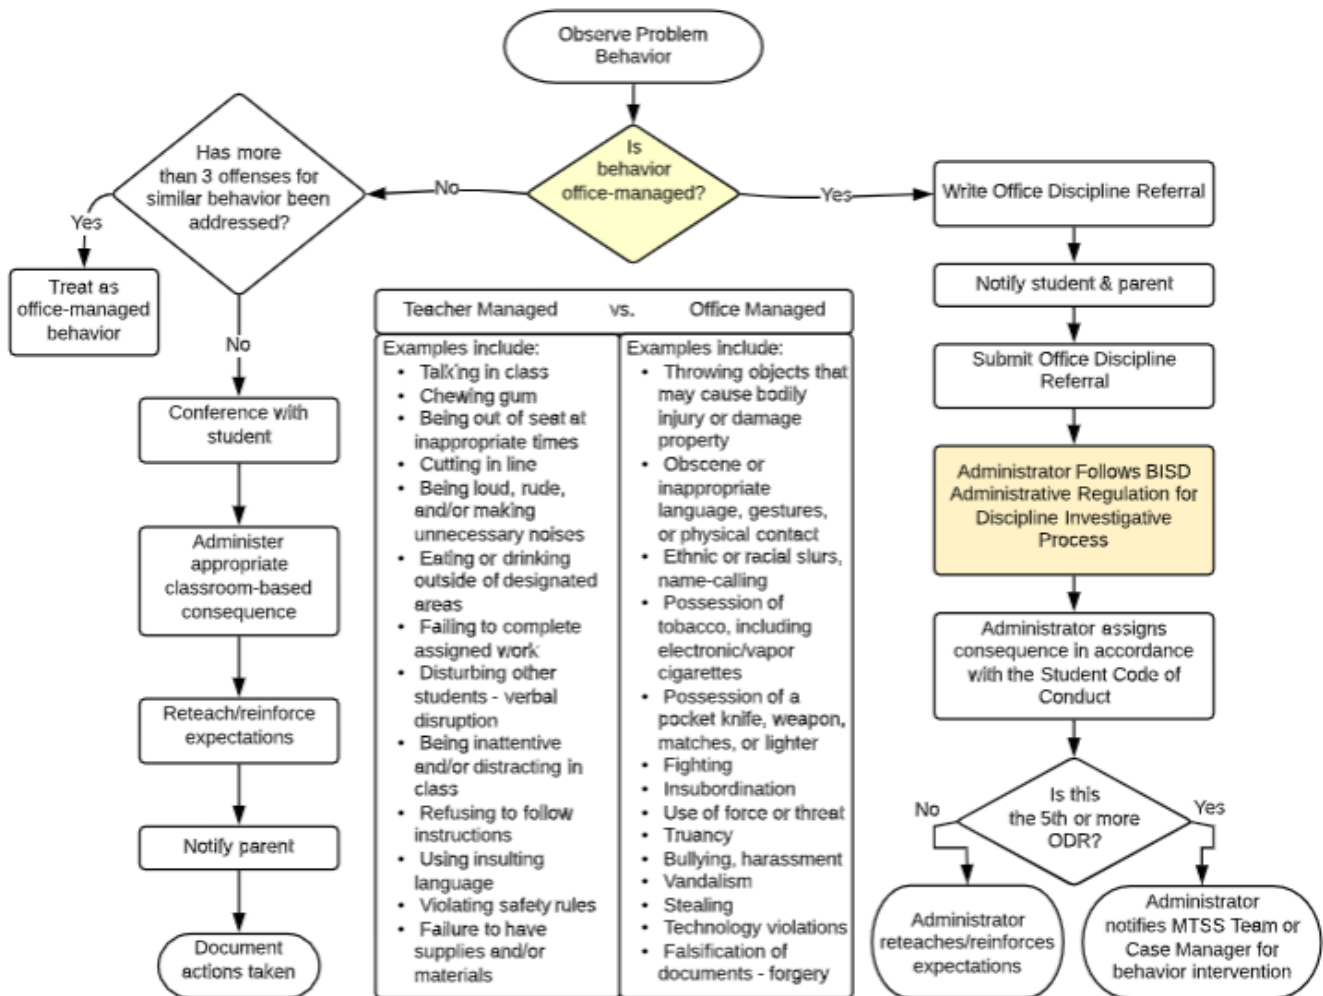 Observe Problem
Behavior
Is
behavior
office-managed?
No
Yes
Has more
than 3 offenses for
similar behavior been
addressed?
Yes
Treat as
office-managed
behavior
No
Conference with
student
Administer
appropriate
classroom-based
consequence
Reteach/reinforce
expectations
Notify parent
Document
actions taken
Teacher Managed vs. Office Managed
Examples include:
• Talking in class
• Chewing gum
• Being out of seat at
inappropriate times
• Cutting in line
• Being loud, rude,
and/or making
unnecessary noises
• Eating or drinking
outside of designated
areas
• Failing to complete
assigned work
• Disturbing other
students - verbal
disruption
• Being inattentive
and/or distracting in
class
• Refusing to follow
instructions
• Using insulting
language
• Violating safety rules
• Failure to have
supplies and/or
materials
Examples include:
• Throwing objects that
may cause bodily
injury or damage
property
• Obscene or
inappropriate
language, gestures,
or physical contact
• Ethnic or racial slurs,
name-calling
• Possession of
tobacco, including
electronic/vapor
cigarettes
• Possession of a
pocket knife, weapon,
matches, or lighter
• Fighting
• Insubordination
• Use of force or threat
• Truancy
• Bullying, harassment
• Vandalism
• Stealing
• Technology violations
• Falsification of
documents - forgery
Write Office Discipline Referral
Notify student & parent
Submit Office Discipline
Referral
Administrator Follows BISD
Administrative Regulation for
Discipline Investigative
Process
Administrator assigns
consequence in accordance
with the Student Code of
Conduct
Is this
the 5th or more
ODR?
No
Yes
Administrator
reteaches/reinforces
expectations
Administrator
notifies MTSS Team or
Case Manager for
behavior intervention